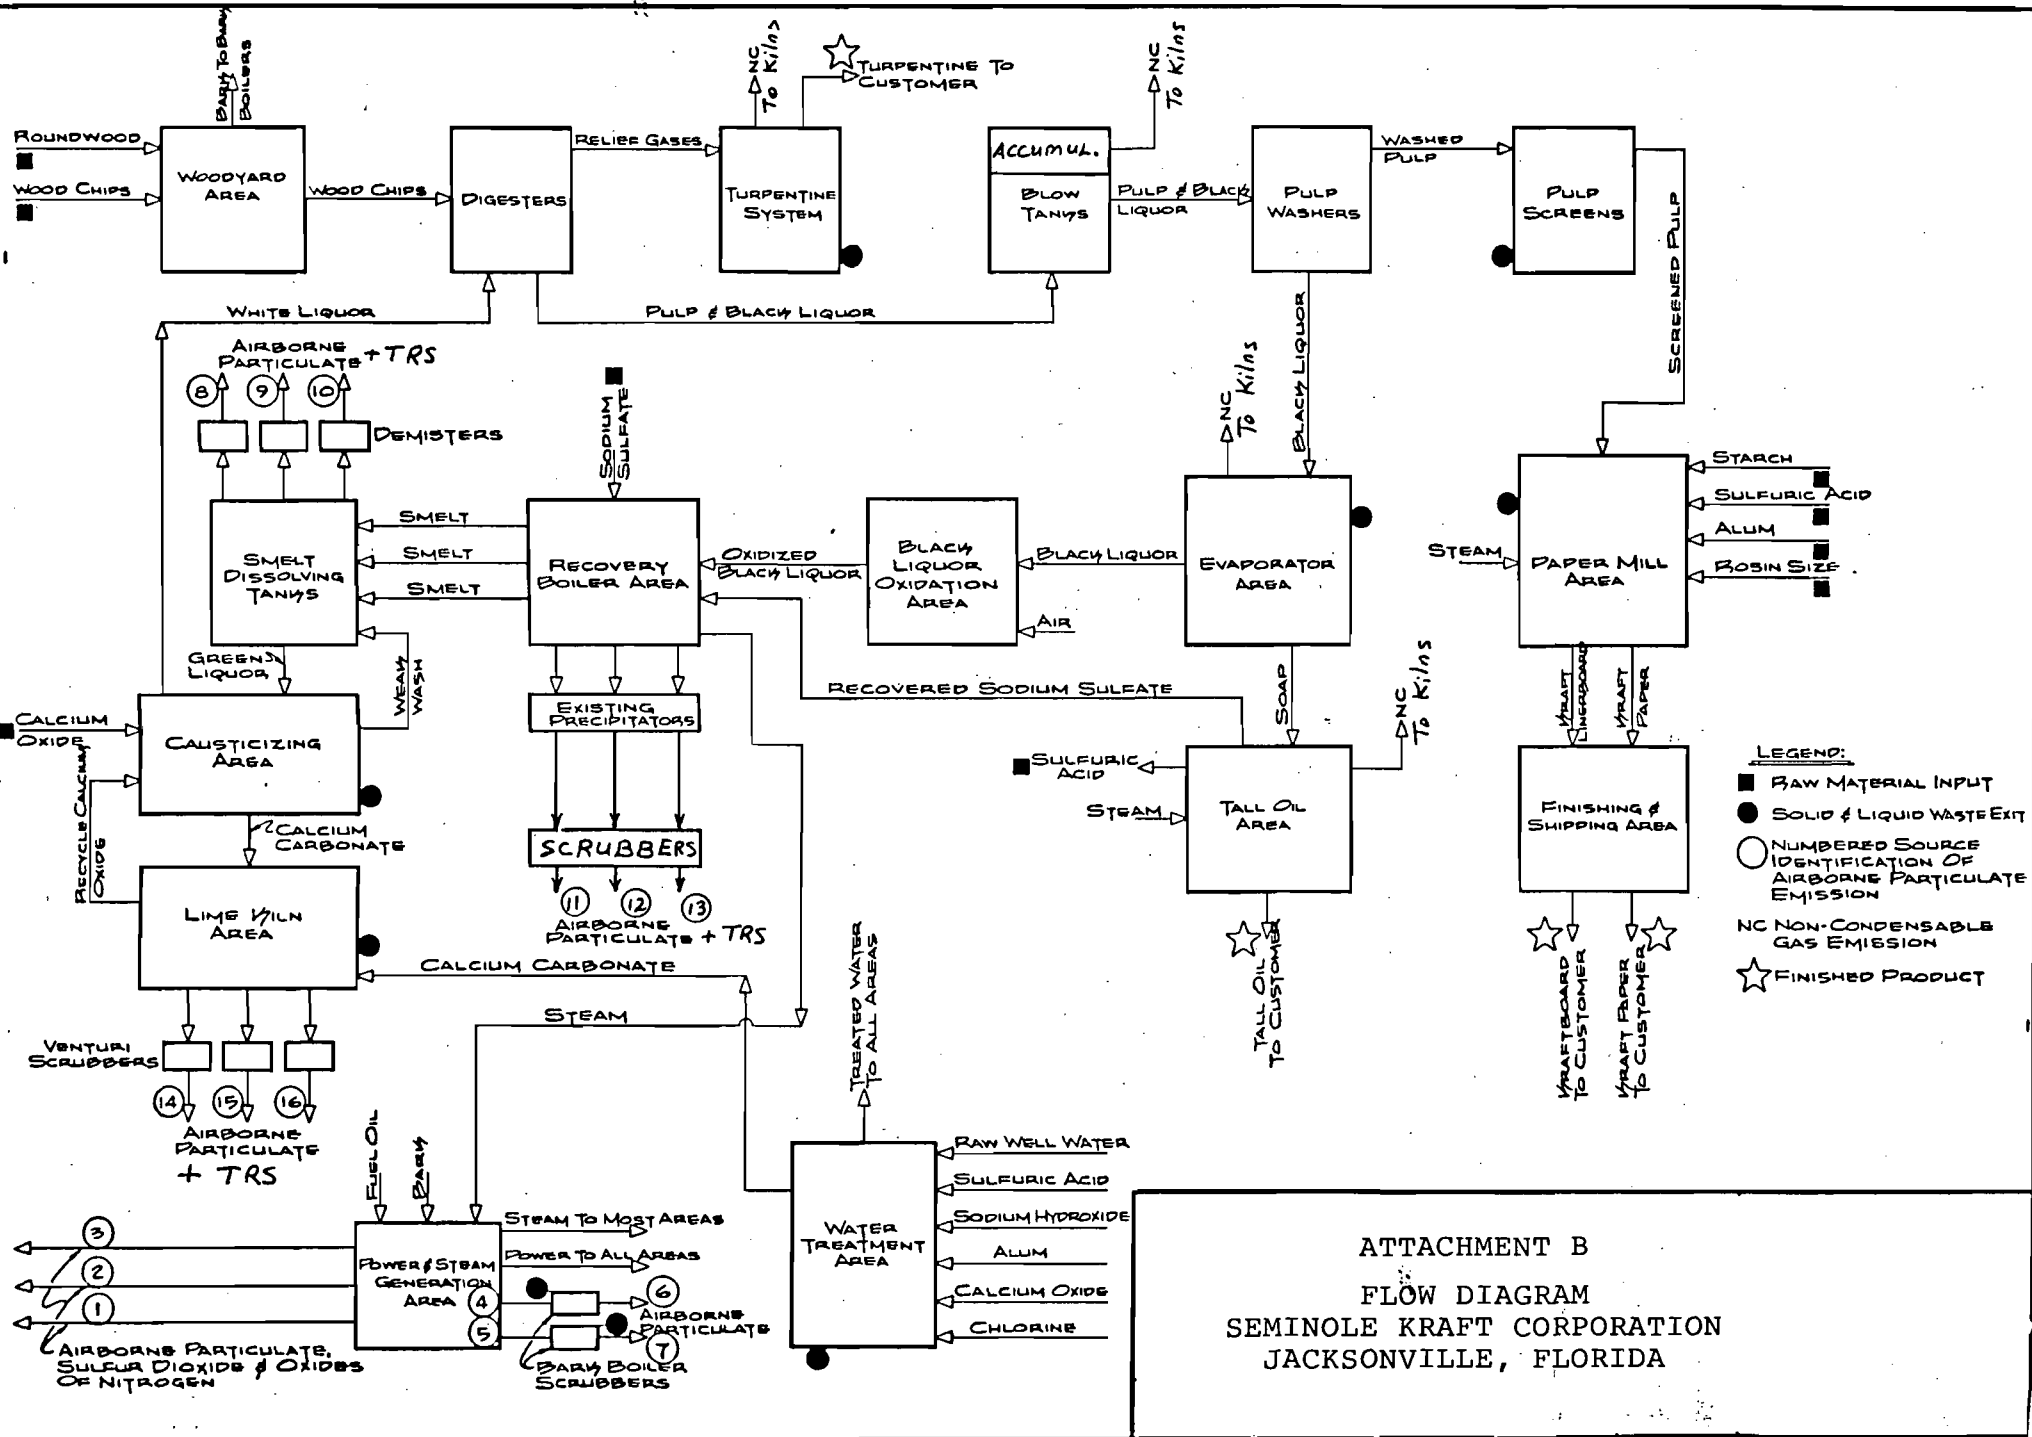 BARK TO BARK
BOILERS
NC
To Kilns
TURPENTINE TO
CUSTOMER
NC
To Kilns
ROUNDWOOD
WOOD CHIPS
WOODYARD
AREA
WOOD CHIPS
DIGESTERS
RELIEF GASES
TURPENTINE
SYSTEM
ACCUMUL.
BLOW
TANKS
PULP & BLACK
LIQUOR
PULP
WASHERS
WASHED
PULP
PULP
SCREENS
SCREENED PULP
WHITE LIQUOR
PULP & BLACK LIQUOR
BLACK LIQUOR
AIRBORNE
PARTICULATE + TRS
8
9
10
DEMISTERS
SODIUM
SULFATE
NC
To Kilns
SMELT
DISSOLVING
TANKS
SMELT
SMELT
SMELT
RECOVERY
BOILER AREA
OXIDIZED
BLACK LIQUOR
BLACK
LIQUOR
OXIDATION
AREA
BLACK LIQUOR
AIR
EVAPORATOR
AREA
STEAM
PAPER MILL
AREA
STARCH
SULFURIC ACID
ALUM
ROSIN SIZE
GREEN
LIQUOR
WEAK
WASH
CALCIUM
OXIDE
CAUSTICIZING
AREA
RECYCLE CALCIUM
OXIDE
CALCIUM
CARBONATE
EXISTING
PRECIPITATORS
SCRUBBERS
11
12
13
AIRBORNE
PARTICULATE + TRS
RECOVERED SODIUM SULFATE
SOAP
NC
To Kilns
SULFURIC
ACID
STEAM
TALL OIL
AREA
TALL OIL
TO CUSTOMER
KRAFT
LINERBOARD
KRAFT
PAPER
FINISHING &
SHIPPING AREA
KRAFTBOARD
TO CUSTOMER
KRAFT PAPER
TO CUSTOMER
LEGEND:
RAW MATERIAL INPUT
SOLID & LIQUID WASTE EXIT
NUMBERED SOURCE
IDENTIFICATION OF
AIRBORNE PARTICULATE
EMISSION
NC NON-CONDENSABLE
GAS EMISSION
FINISHED PRODUCT
LIME KILN
AREA
CALCIUM CARBONATE
STEAM
VENTURI
SCRUBBERS
14
15
16
AIRBORNE
PARTICULATE
+ TRS
TREATED WATER
TO ALL AREAS
FUEL OIL
BARK
3
2
1
AIRBORNE PARTICULATE,
SULFUR DIOXIDE & OXIDES
OF NITROGEN
POWER & STEAM
GENERATION
AREA
4
5
STEAM TO MOST AREAS
POWER TO ALL AREAS
6
AIRBORNE
PARTICULATE
7
BARK BOILER
SCRUBBERS
WATER
TREATMENT
AREA
RAW WELL WATER
SULFURIC ACID
SODIUM HYDROXIDE
ALUM
CALCIUM OXIDE
CHLORINE
ATTACHMENT B
FLOW DIAGRAM
SEMINOLE KRAFT CORPORATION
JACKSONVILLE, FLORIDA